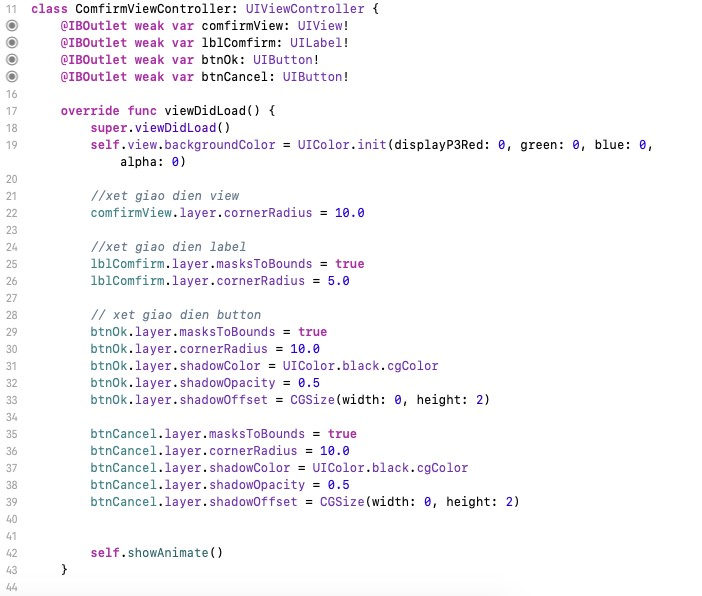 11 class ComfirmViewController: UIViewController {
@IBOutlet weak var comfirmView: UIView!
@IBOutlet weak var lblComfirm: UILabel!
@IBOutlet weak var btnOk: UIButton!
@IBOutlet weak var btnCancel: UIButton!
16
17 override func viewDidLoad() {
18 super.viewDidLoad()
19 self.view.backgroundColor = UIColor.init(displayP3Red: 0, green: 0, blue: 0,
alpha: 0)
20
21 //xet giao dien view
22 comfirmView.layer.cornerRadius = 10.0
23
24 //xet giao dien label
25 lblComfirm.layer.masksToBounds = true
26 lblComfirm.layer.cornerRadius = 5.0
27
28 // xet giao dien button
29 btnOk.layer.masksToBounds = true
30 btnOk.layer.cornerRadius = 10.0
31 btnOk.layer.shadowColor = UIColor.black.cgColor
32 btnOk.layer.shadowOpacity = 0.5
33 btnOk.layer.shadowOffset = CGSize(width: 0, height: 2)
34
35 btnCancel.layer.masksToBounds = true
36 btnCancel.layer.cornerRadius = 10.0
37 btnCancel.layer.shadowColor = UIColor.black.cgColor
38 btnCancel.layer.shadowOpacity = 0.5
39 btnCancel.layer.shadowOffset = CGSize(width: 0, height: 2)
40
41
42 self.showAnimate()
43 }
44